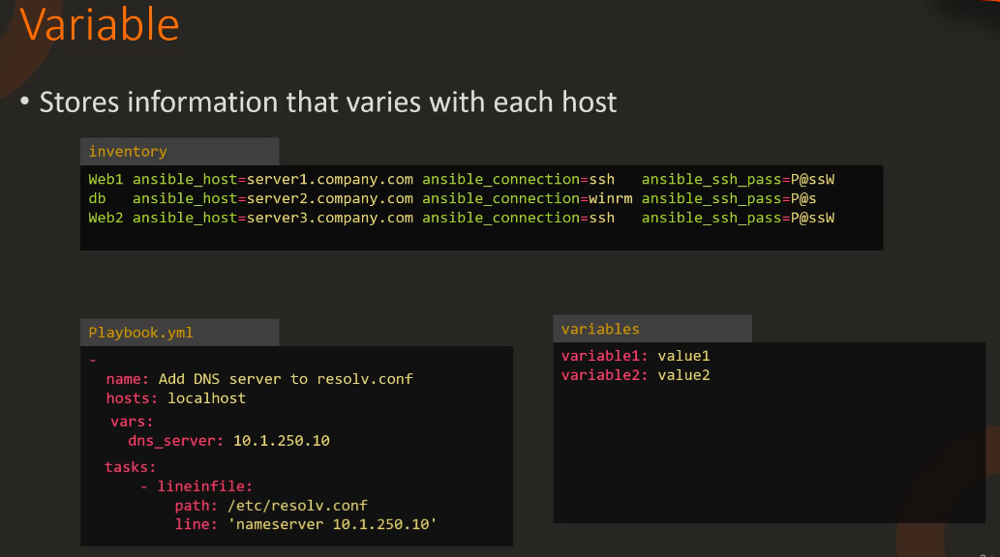 Variable
• Stores information that varies with each host
inventory
Web1 ansible_host=server1.company.com ansible_connection=ssh ansible_ssh_pass=P@ssW
db ansible_host=server2.company.com ansible_connection=winrm ansible_ssh_pass=P@s
Web2 ansible_host=server3.company.com ansible_connection=ssh ansible_ssh_pass=P@ssW
Playbook.yml
-
name: Add DNS server to resolv.conf
hosts: localhost
vars:
dns_server: 10.1.250.10
tasks:
- lineinfile:
path: /etc/resolv.conf
line: 'nameserver 10.1.250.10'
variables
variable1: value1
variable2: value2